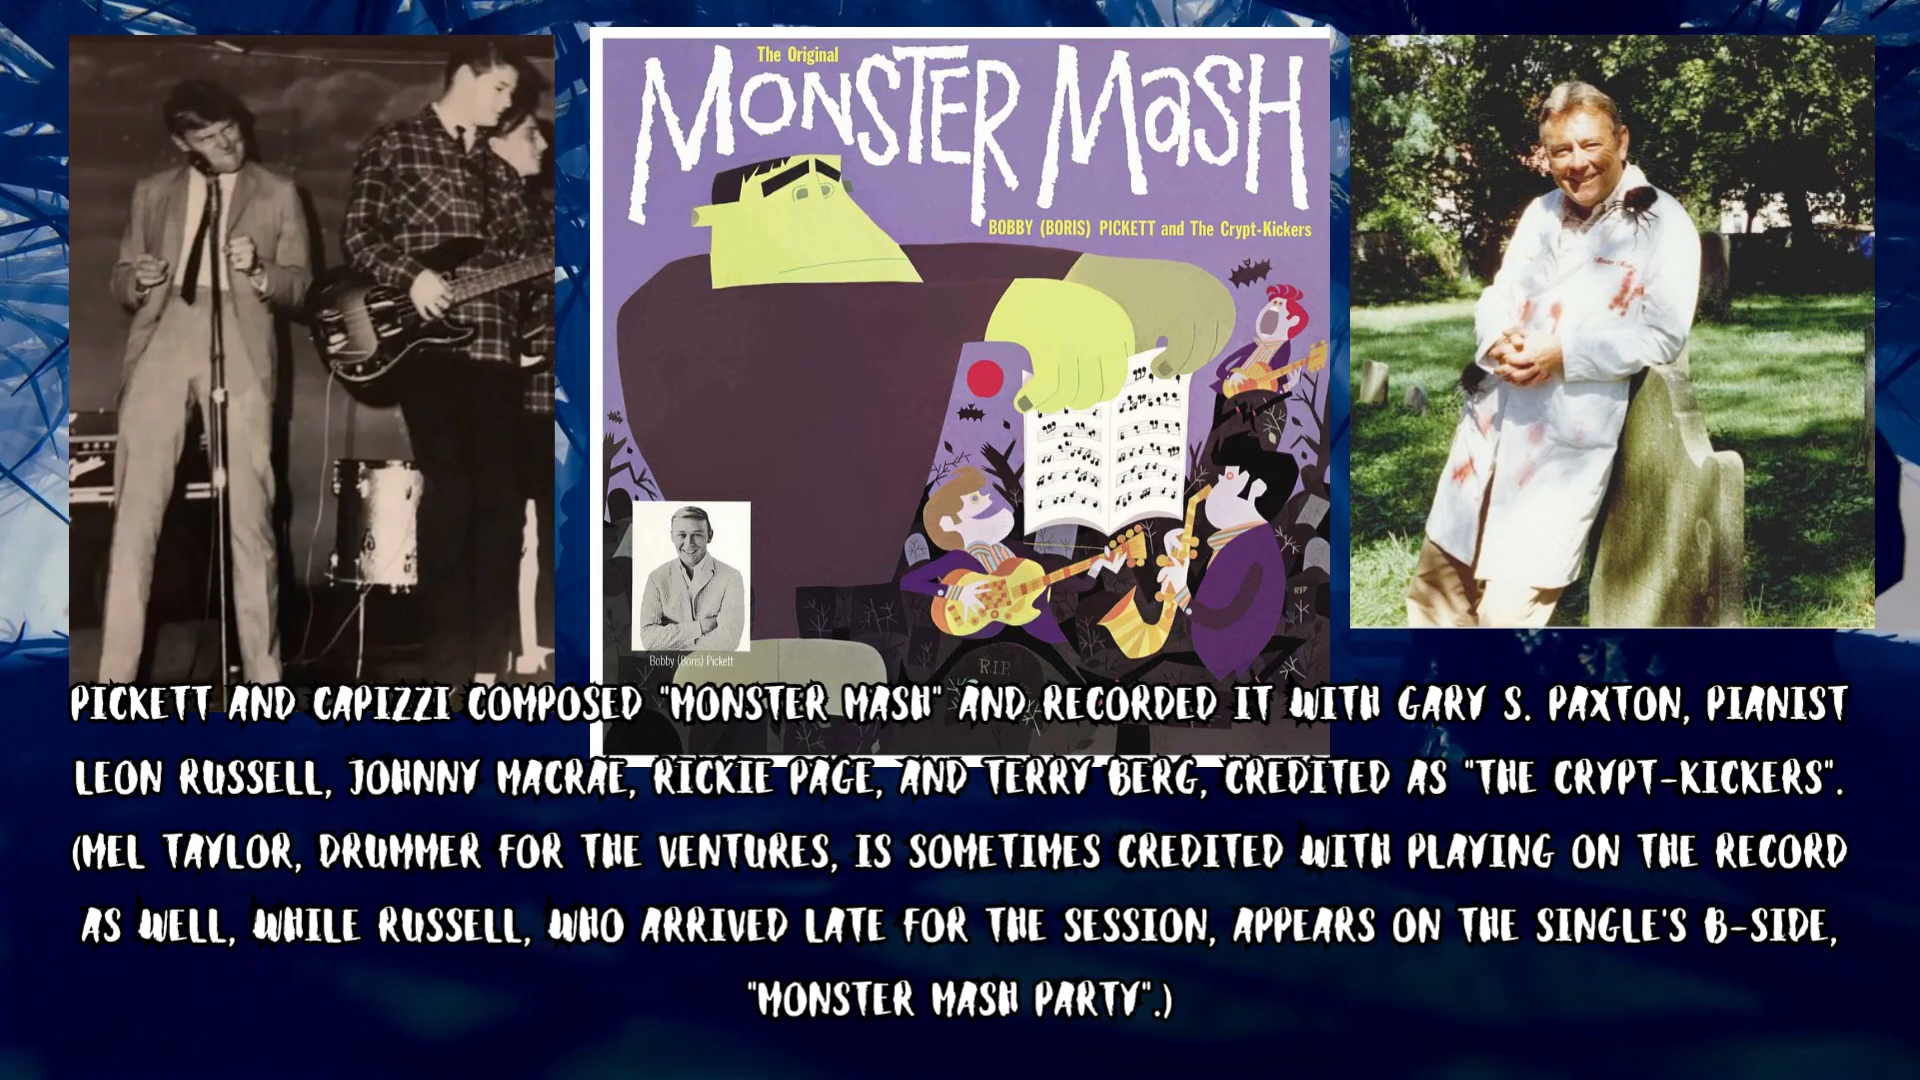 The Original
MONSTER MaSH
BOBBY (BORIS) PICKETT and The Crypt-Kickers
RIP
R.I.P.
Bobby (Boris) Pickett
PICKETT AND CAPIZZI COMPOSED "MONSTER MASH" AND RECORDED IT WITH GARY S. PAXTON, PIANIST
LEON RUSSELL, JOHNNY MACRAE, RICKIE PAGE, AND TERRY BERG, CREDITED AS "THE CRYPT-KICKERS".
(MEL TAYLOR, DRUMMER FOR THE VENTURES, IS SOMETIMES CREDITED WITH PLAYING ON THE RECORD
AS WELL, WHILE RUSSELL, WHO ARRIVED LATE FOR THE SESSION, APPEARS ON THE SINGLE'S B-SIDE,
"MONSTER MASH PARTY".)